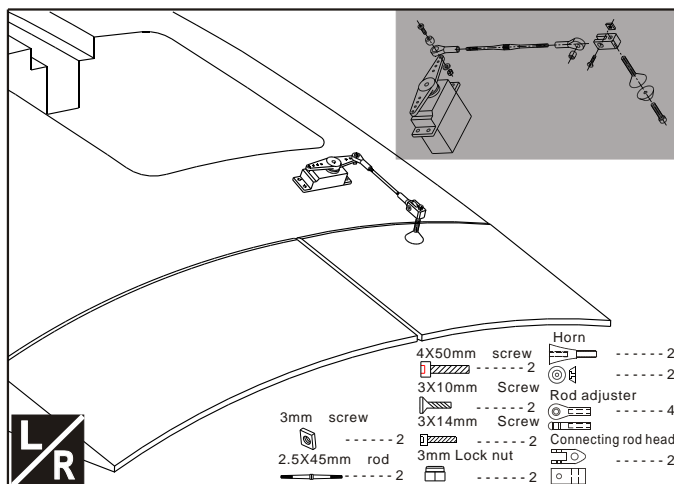 Horn
4X50mm screw ------ 2
------ 2
------ 2
3X10mm Screw
------ 2
Rod adjuster
------ 4
3mm screw
3X14mm Screw
------ 2
------ 2
Connecting rod head
2.5X45mm rod
3mm Lock nut
------ 2
------ 2
------ 2
L/R